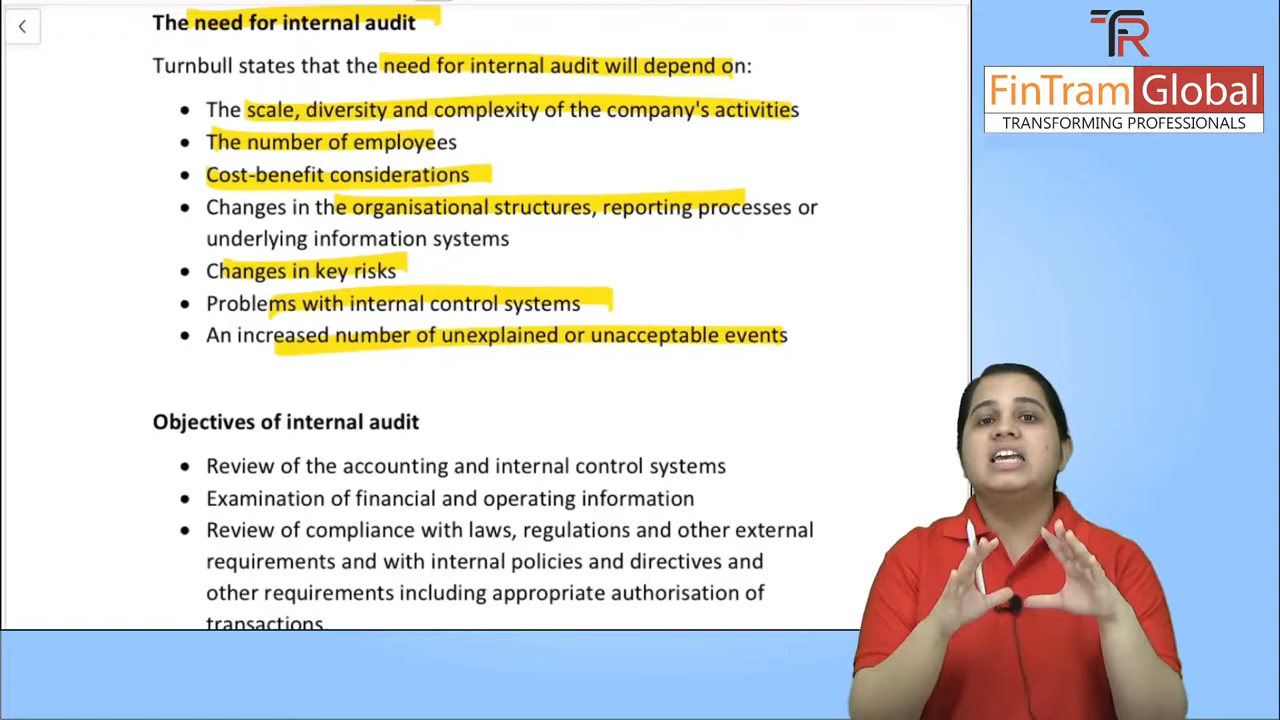 The need for internal audit
Turnbull states that the need for internal audit will depend on:
• The scale, diversity and complexity of the company's activities
• The number of employees
• Cost-benefit considerations
• Changes in the organisational structures, reporting processes or
underlying information systems
• Changes in key risks
• Problems with internal control systems
• An increased number of unexplained or unacceptable events
Objectives of internal audit
• Review of the accounting and internal control systems
• Examination of financial and operating information
• Review of compliance with laws, regulations and other external
requirements and with internal policies and directives and
other requirements including appropriate authorisation of
transactions.
FinTram Global
TRANSFORMING PROFESSIONALS